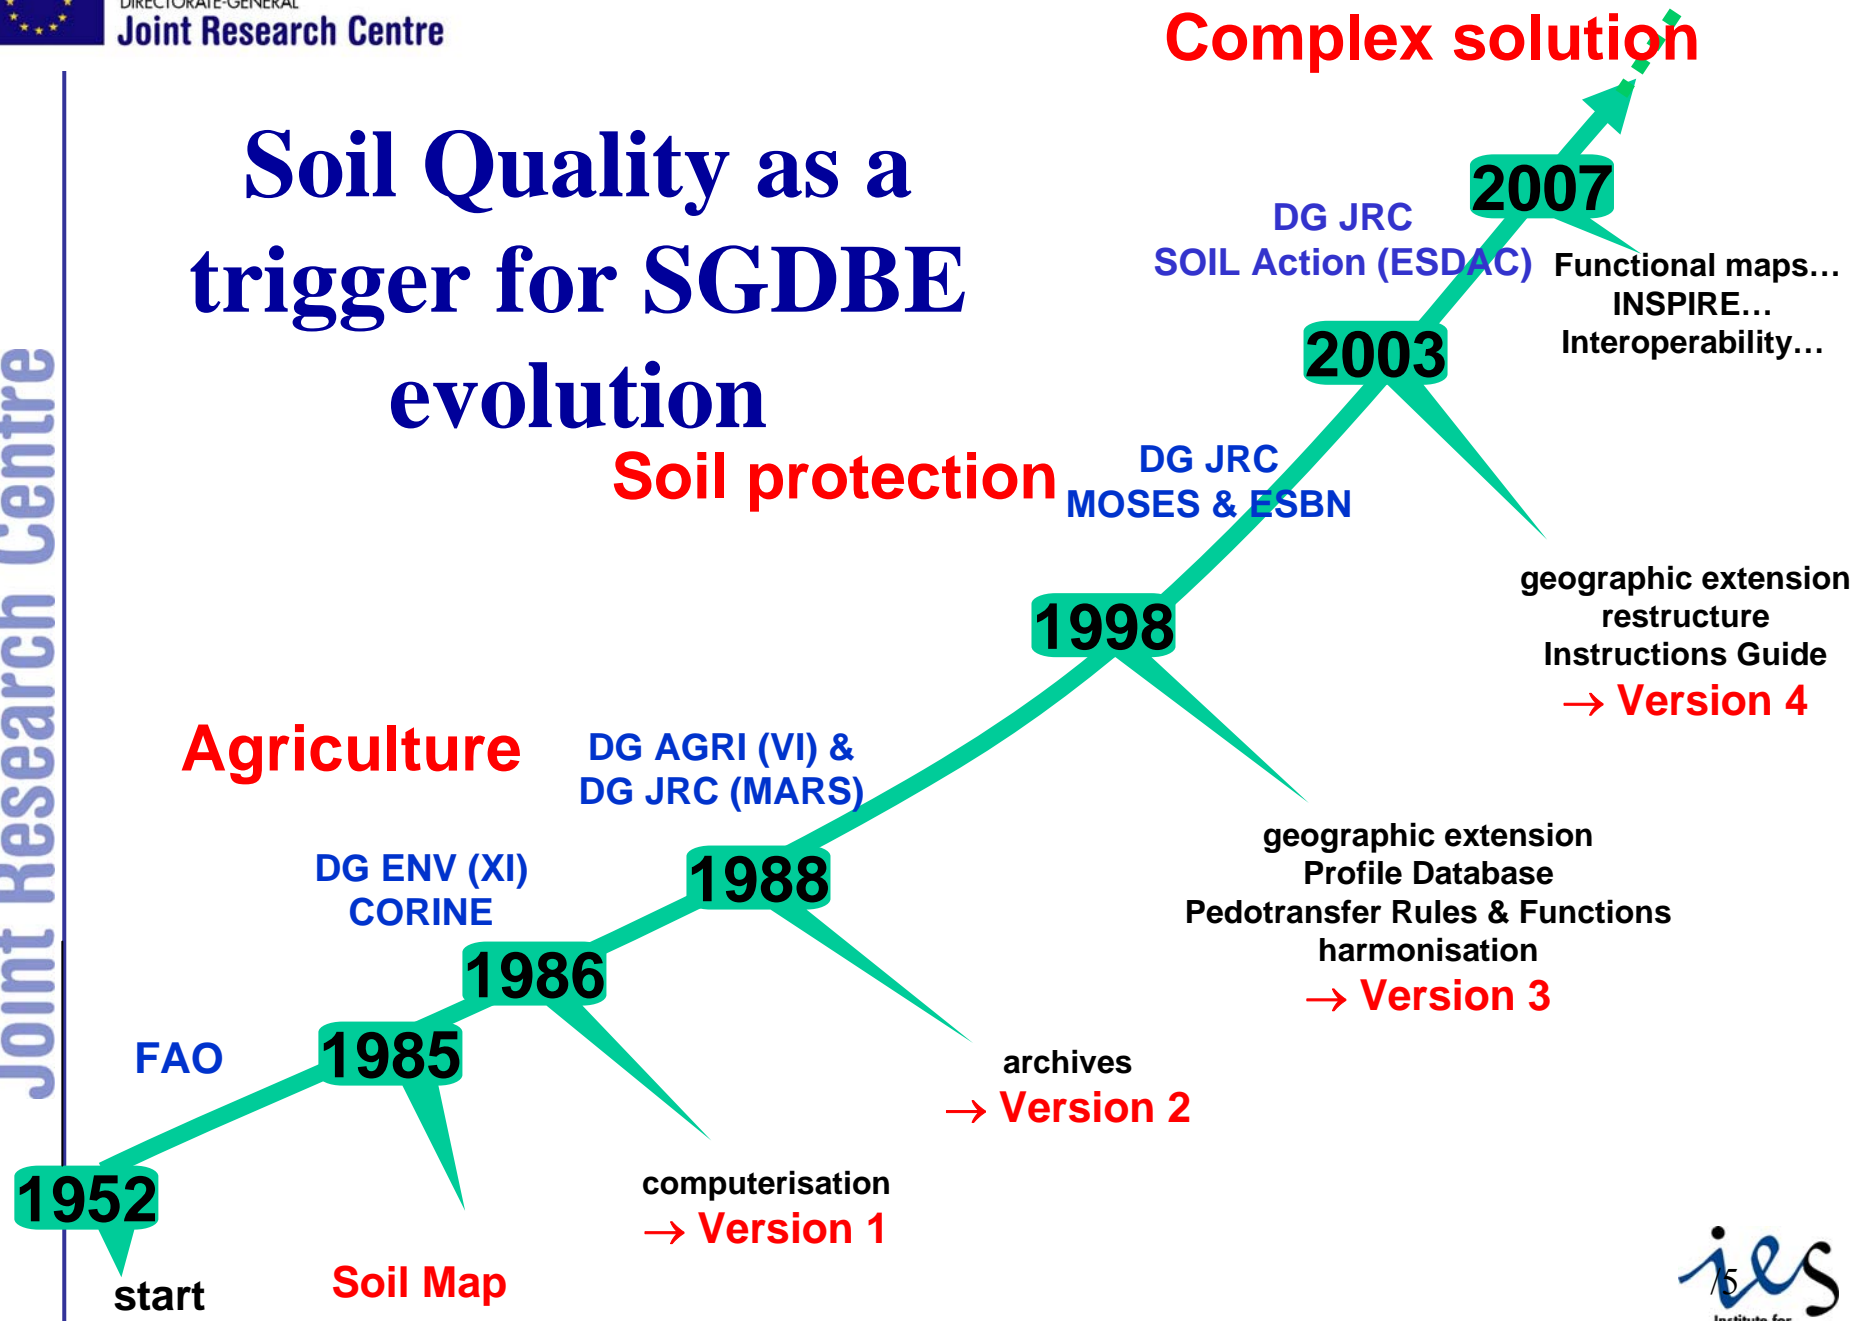 DIRECTORATE-GENERAL
Joint Research Centre
Joint Research Centre
Complex solution
Soil Quality as a
trigger for SGDBE
evolution
2007
DG JRC
SOIL Action (ESDAC)
Functional maps…
INSPIRE…
Interoperability…
2003
Soil protection
DG JRC
MOSES & ESBN
geographic extension
restructure
Instructions Guide
→ Version 4
1998
Agriculture
DG AGRI (VI) &
DG JRC (MARS)
geographic extension
Profile Database
Pedotransfer Rules & Functions
harmonisation
→ Version 3
1988
DG ENV (XI)
CORINE
archives
→ Version 2
1986
FAO
1985
computerisation
→ Version 1
1952
start
Soil Map
ies
/5
Institute for